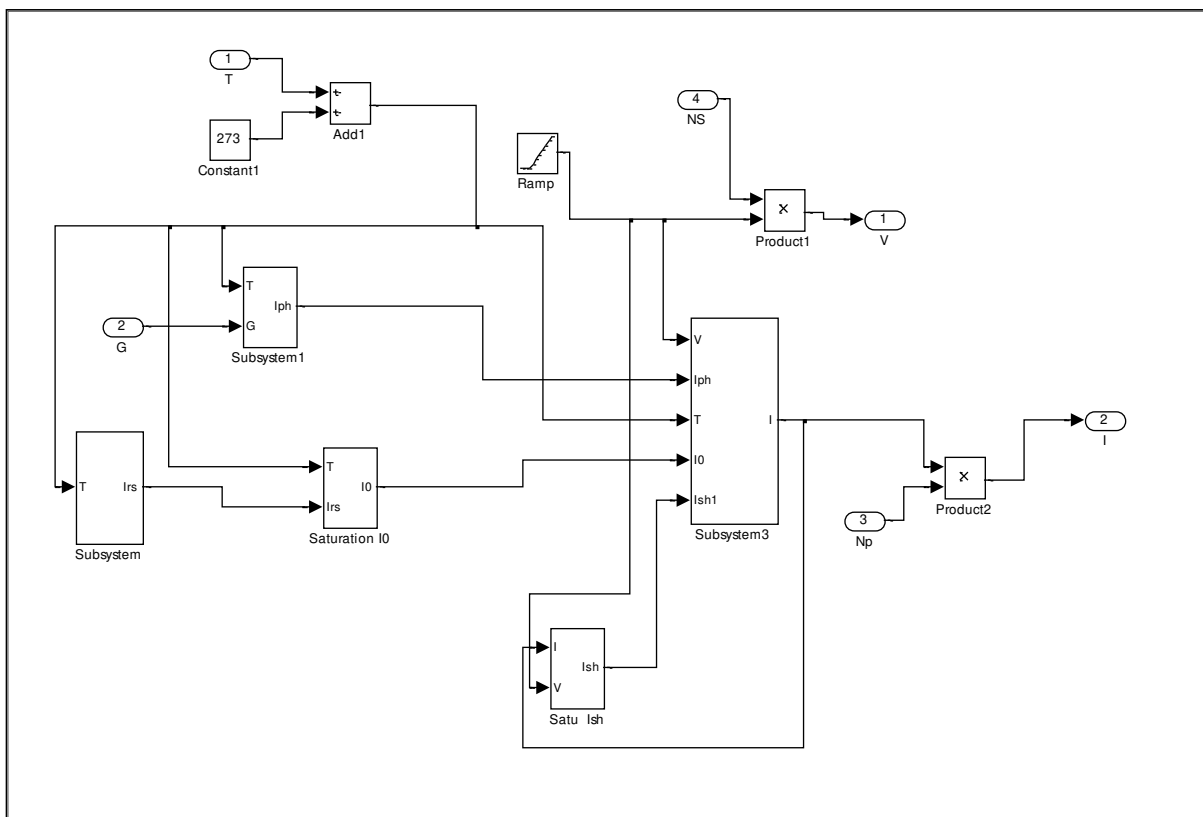 1
T
+
+
Add1
273
Constant1
Ramp
4
NS
×
Product1
1
V
T
G
Iph
Subsystem1
2
G
T
Irs
Subsystem
T
Irs
I0
Saturation I0
V
Iph
T
I0
Ish1
I
Subsystem3
×
Product2
2
I
3
Np
I
V
Ish
Satu Ish